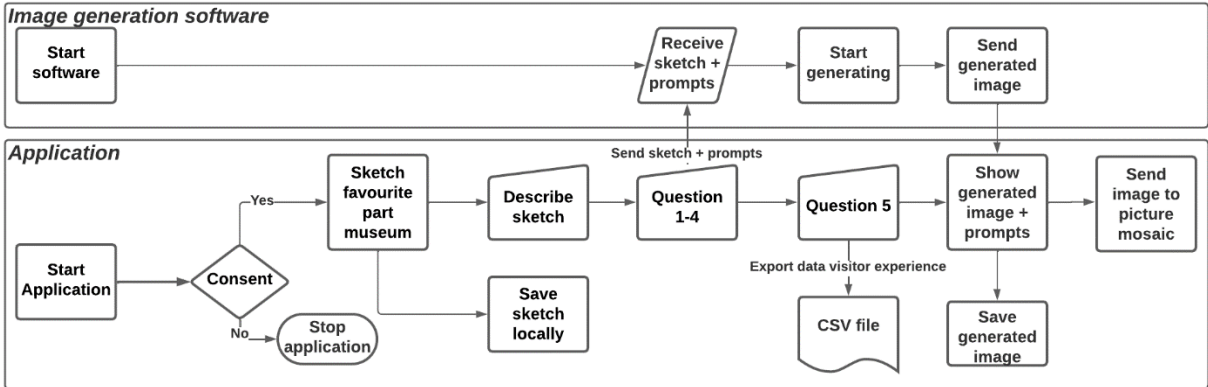 Image generation software
Start
software
Receive
sketch +
prompts
Start
generating
Send
generated
image
Application
Send sketch + prompts
Start
Application
Consent
Yes
No
Stop
application
Sketch
favourite
part
museum
Save
sketch
locally
Describe
sketch
Question
1-4
Question 5
Export data visitor experience
CSV file
Show
generated
image +
prompts
Save
generated
image
Send
image to
picture
mosaic